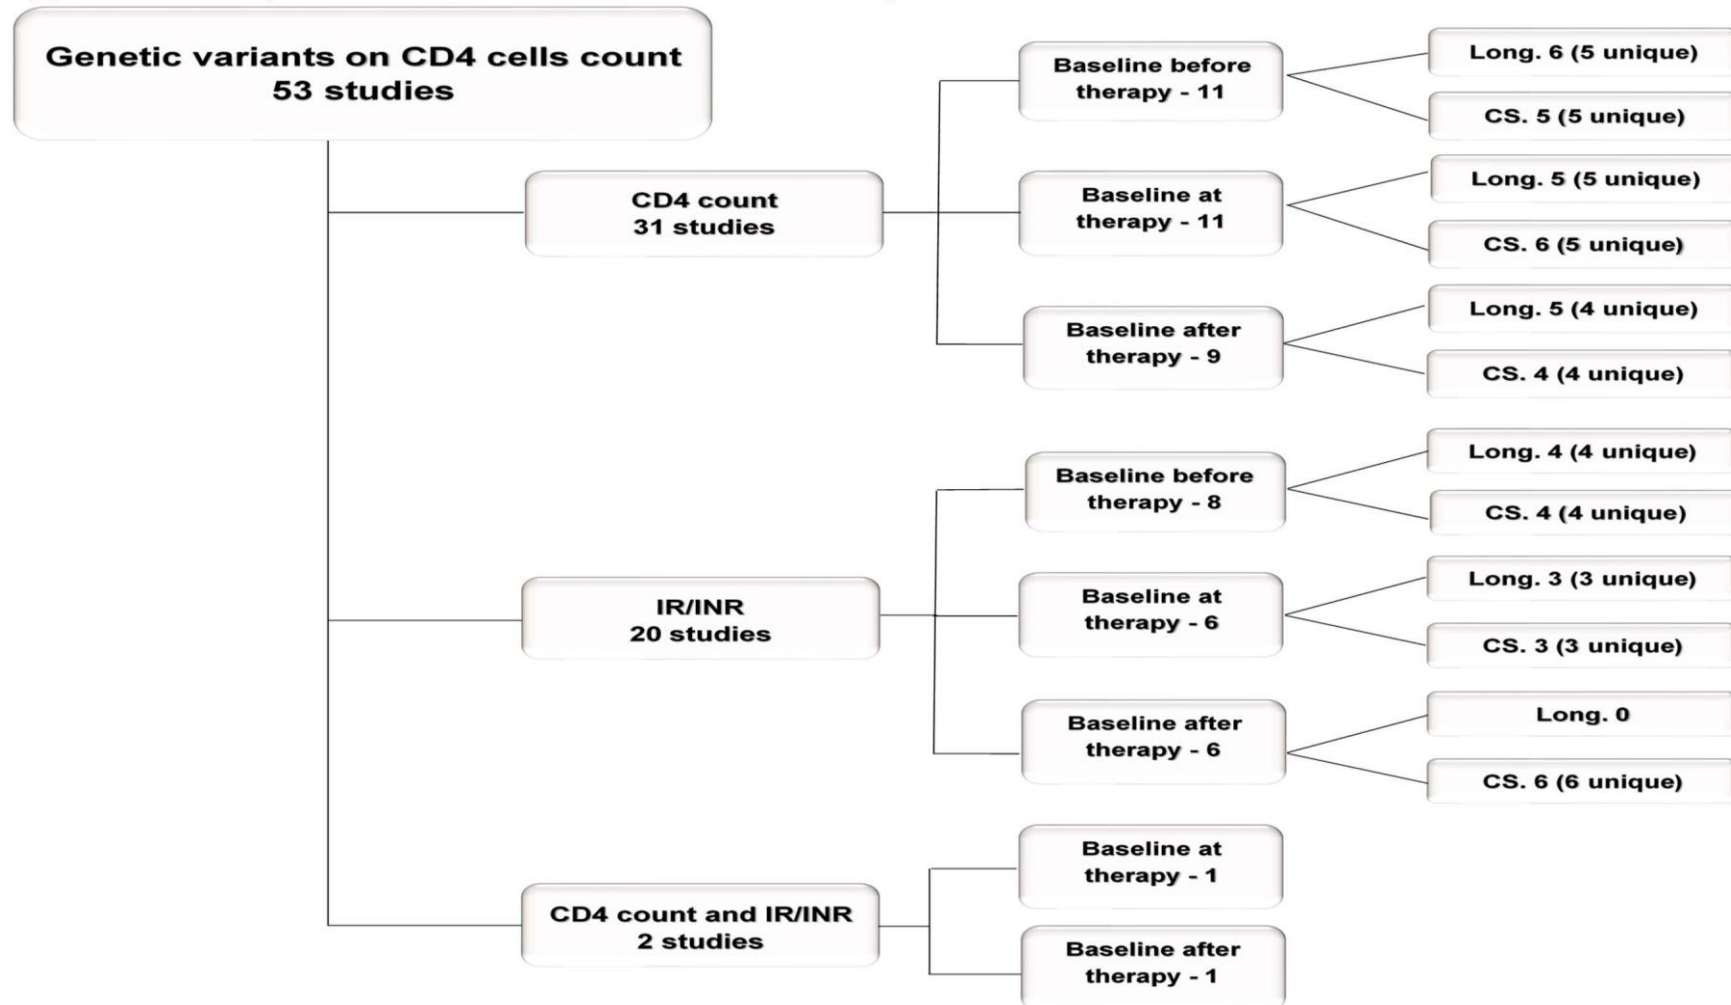 Genetic variants on CD4 cells count
53 studies
CD4 count
31 studies
Baseline before
therapy - 11
Long. 6 (5 unique)
CS. 5 (5 unique)
Baseline at
therapy - 11
Long. 5 (5 unique)
CS. 6 (5 unique)
Baseline after
therapy - 9
Long. 5 (4 unique)
CS. 4 (4 unique)
IR/INR
20 studies
Baseline before
therapy - 8
Long. 4 (4 unique)
CS. 4 (4 unique)
Baseline at
therapy - 6
Long. 3 (3 unique)
CS. 3 (3 unique)
Baseline after
therapy - 6
Long. 0
CS. 6 (6 unique)
CD4 count and IR/INR
2 studies
Baseline at
therapy - 1
Baseline after
therapy - 1